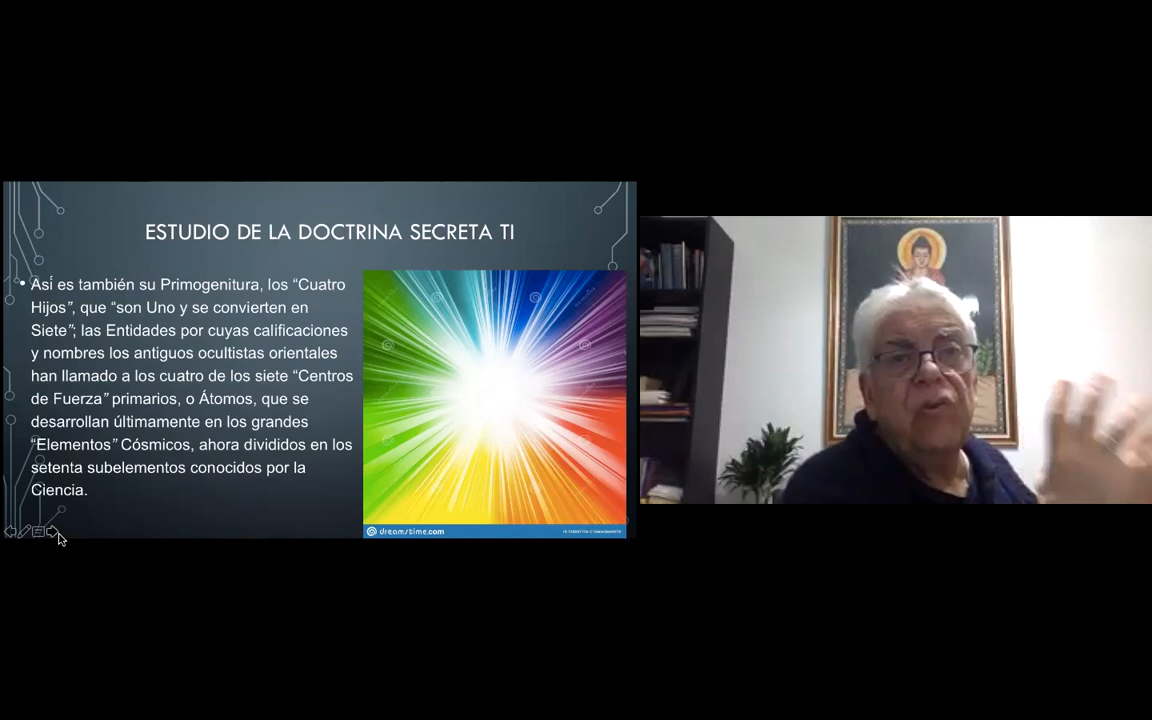 ESTUDIO DE LA DOCTRINA SECRETA TI
• Así es también su Primogenitura, los “Cuatro
Hijos”, que “son Uno y se convierten en
Siete”; las Entidades por cuyas calificaciones
y nombres los antiguos ocultistas orientales
han llamado a los cuatro de los siete “Centros
de Fuerza” primarios, o Átomos, que se
desarrollan últimamente en los grandes
“Elementos” Cósmicos, ahora divididos en los
setenta subelementos conocidos por la
Ciencia.
dreamstime.com